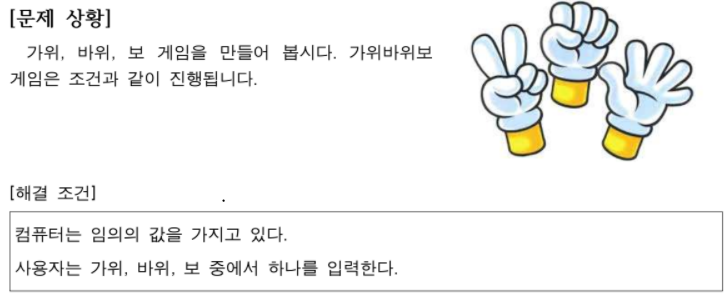 [문제 상황]
가위, 바위, 보 게임을 만들어 봅시다. 가위바위보
게임은 조건과 같이 진행됩니다.
[해결 조건] .
컴퓨터는 임의의 값을 가지고 있다.
사용자는 가위, 바위, 보 중에서 하나를 입력한다.